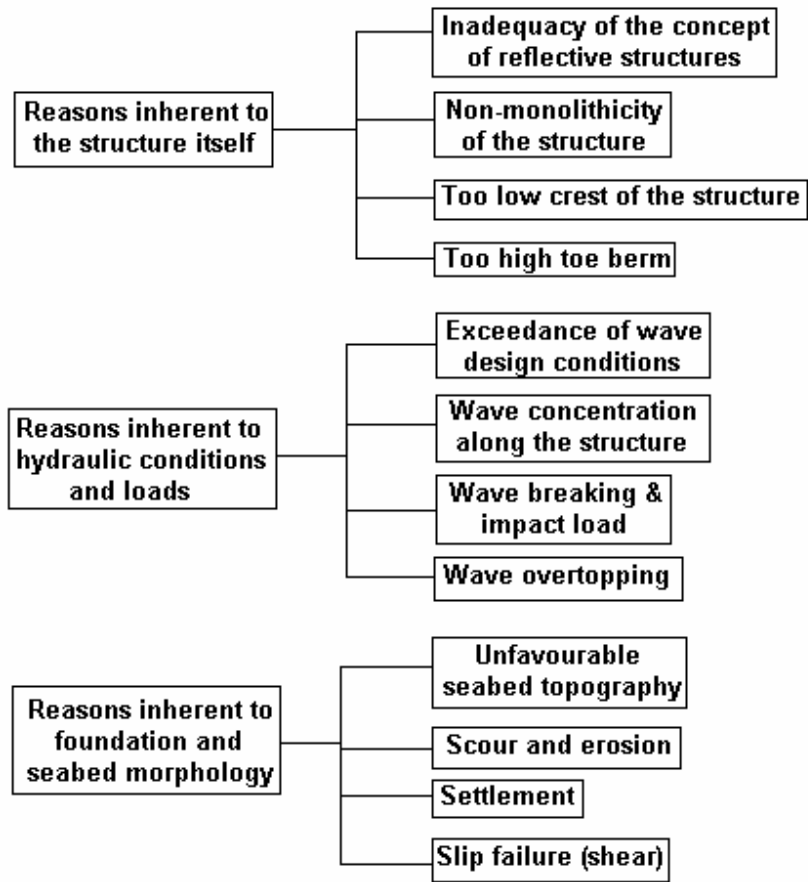 Reasons inherent to
the structure itself
Inadequacy of the concept
of reflective structures
Non-monolithicity
of the structure
Too low crest of the structure
Too high toe berm
Reasons inherent to
hydraulic conditions
and loads
Exceedance of wave
design conditions
Wave concentration
along the structure
Wave breaking &
impact load
Wave overtopping
Reasons inherent to
foundation and
seabed morphology
Unfavourable
seabed topography
Scour and erosion
Settlement
Slip failure (shear)